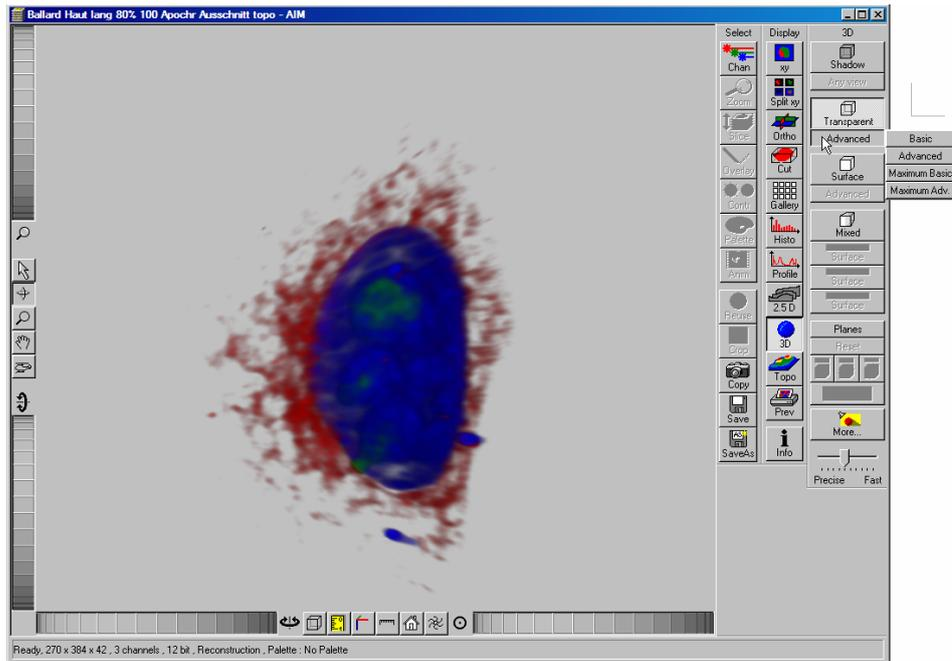 Ballard Haut lang 80% 100 Apochr Ausschnitt topo - AIM
Select
Chan
Zoom
Slice
Overlay
Contr
Palette
Anim
Reuse
Crop
Copy
Save
SaveAs
Display
xy
Split xy
Ortho
Cut
Gallery
Histo
Profile
2.5 D
3D
Topo
Prev
Info
3D
Shadow
Any view
Transparent
Advanced
Surface
Advanced
Mixed
Surface
Surface
Surface
Planes
Reset
More...
Precise Fast
Basic
Advanced
Maximum Basic
Maximum Adv.
Ready, 270 x 384 x 42 , 3 channels , 12 bit , Reconstruction , Palette : No Palette